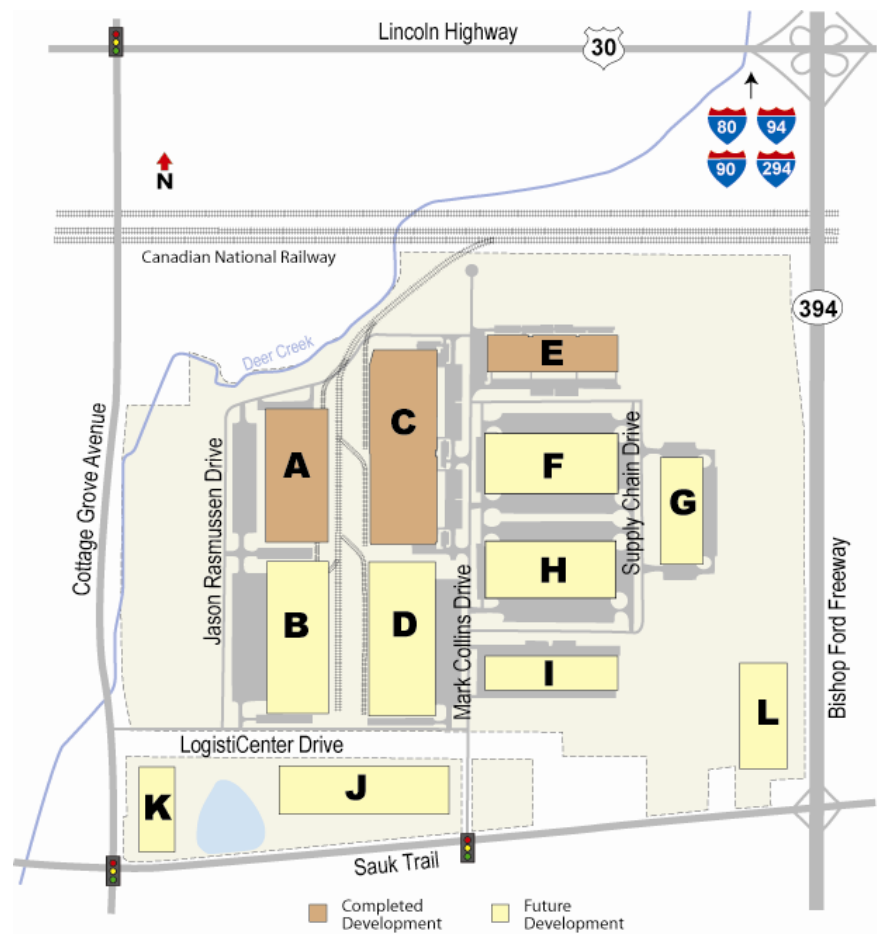 Lincoln Highway
30
80
94
90
294
N
Canadian National Railway
394
Deer Creek
E
C
A
F
G
Cottage Grove Avenue
Jason Rasmussen Drive
Supply Chain Drive
H
B
D
Mark Collins Drive
Bishop Ford Freeway
I
L
LogistiCenter Drive
K
J
Sauk Trail
Completed
Development
Future
Development